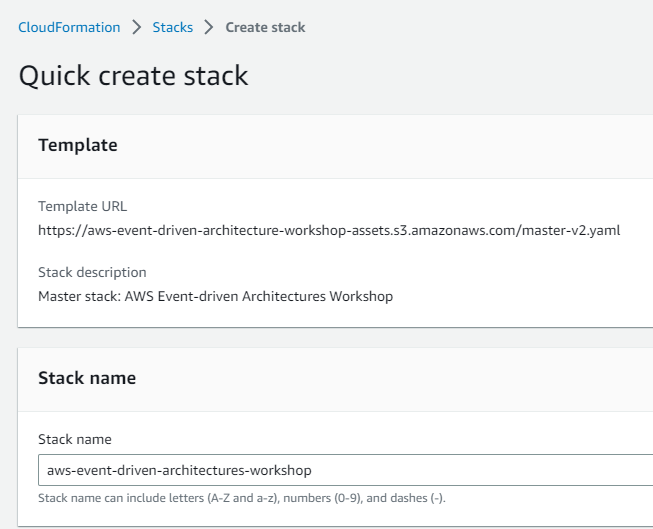 CloudFormation > Stacks > Create stack
Quick create stack
Template
Template URL
https://aws-event-driven-architecture-workshop-assets.s3.amazonaws.com/master-v2.yaml
Stack description
Master stack: AWS Event-driven Architectures Workshop
Stack name
Stack name
aws-event-driven-architectures-workshop
Stack name can include letters (A-Z and a-z), numbers (0-9), and dashes (-).